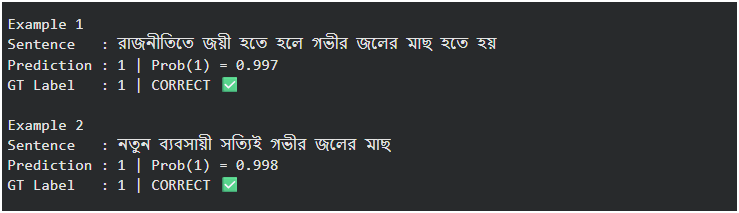 Example 1
Sentence   : রাজনীতিতে জয়ী হতে হলে গভীর জলের মাছ হতে হয়
Prediction : 1 | Prob(1) = 0.997
GT Label   : 1 | CORRECT ✅
Example 2
Sentence   : নতুন ব্যবসায়ী সত্যিই গভীর জলের মাছ
Prediction : 1 | Prob(1) = 0.998
GT Label   : 1 | CORRECT ✅